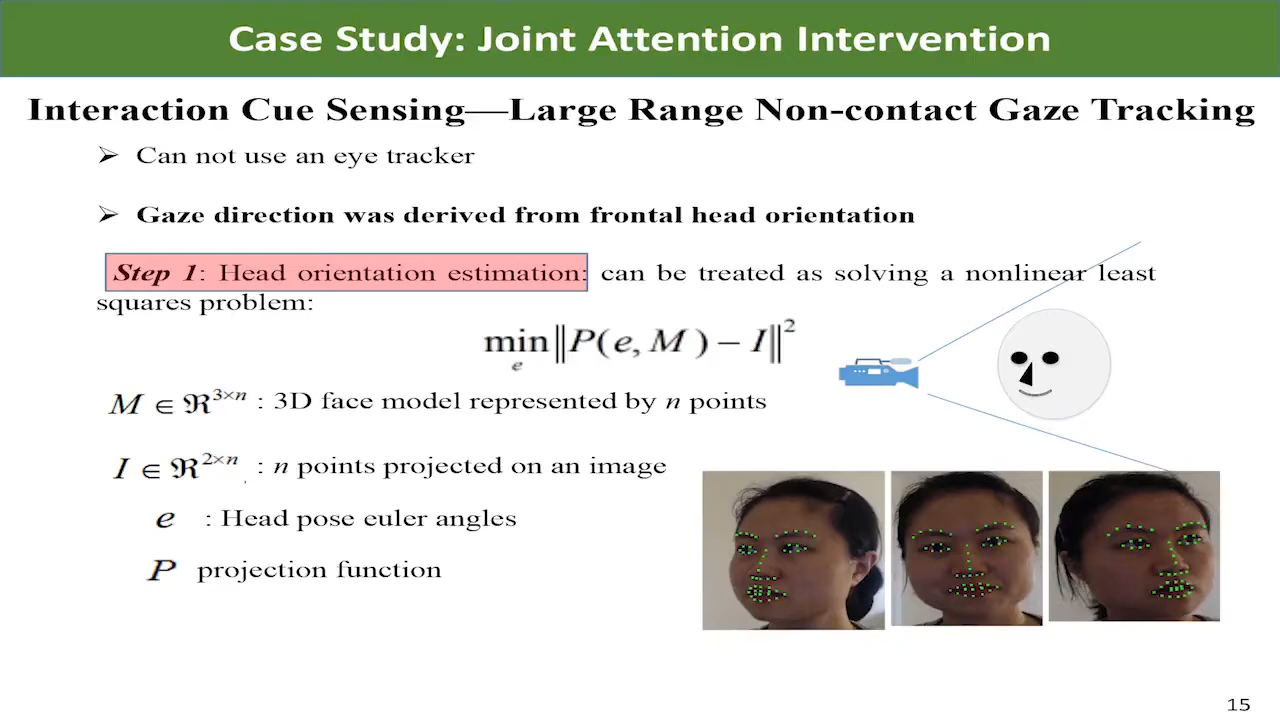 Case Study: Joint Attention Intervention
Interaction Cue Sensing—Large Range Non-contact Gaze Tracking
➢ Can not use an eye tracker
➢ Gaze direction was derived from frontal head orientation
Step 1: Head orientation estimation: can be treated as solving a nonlinear least
squares problem:
min_e ||P(e, M) − I||²
M ∈ ℜ³ˣⁿ : 3D face model represented by n points
I ∈ ℜ²ˣⁿ : n points projected on an image
e : Head pose euler angles
P projection function
15